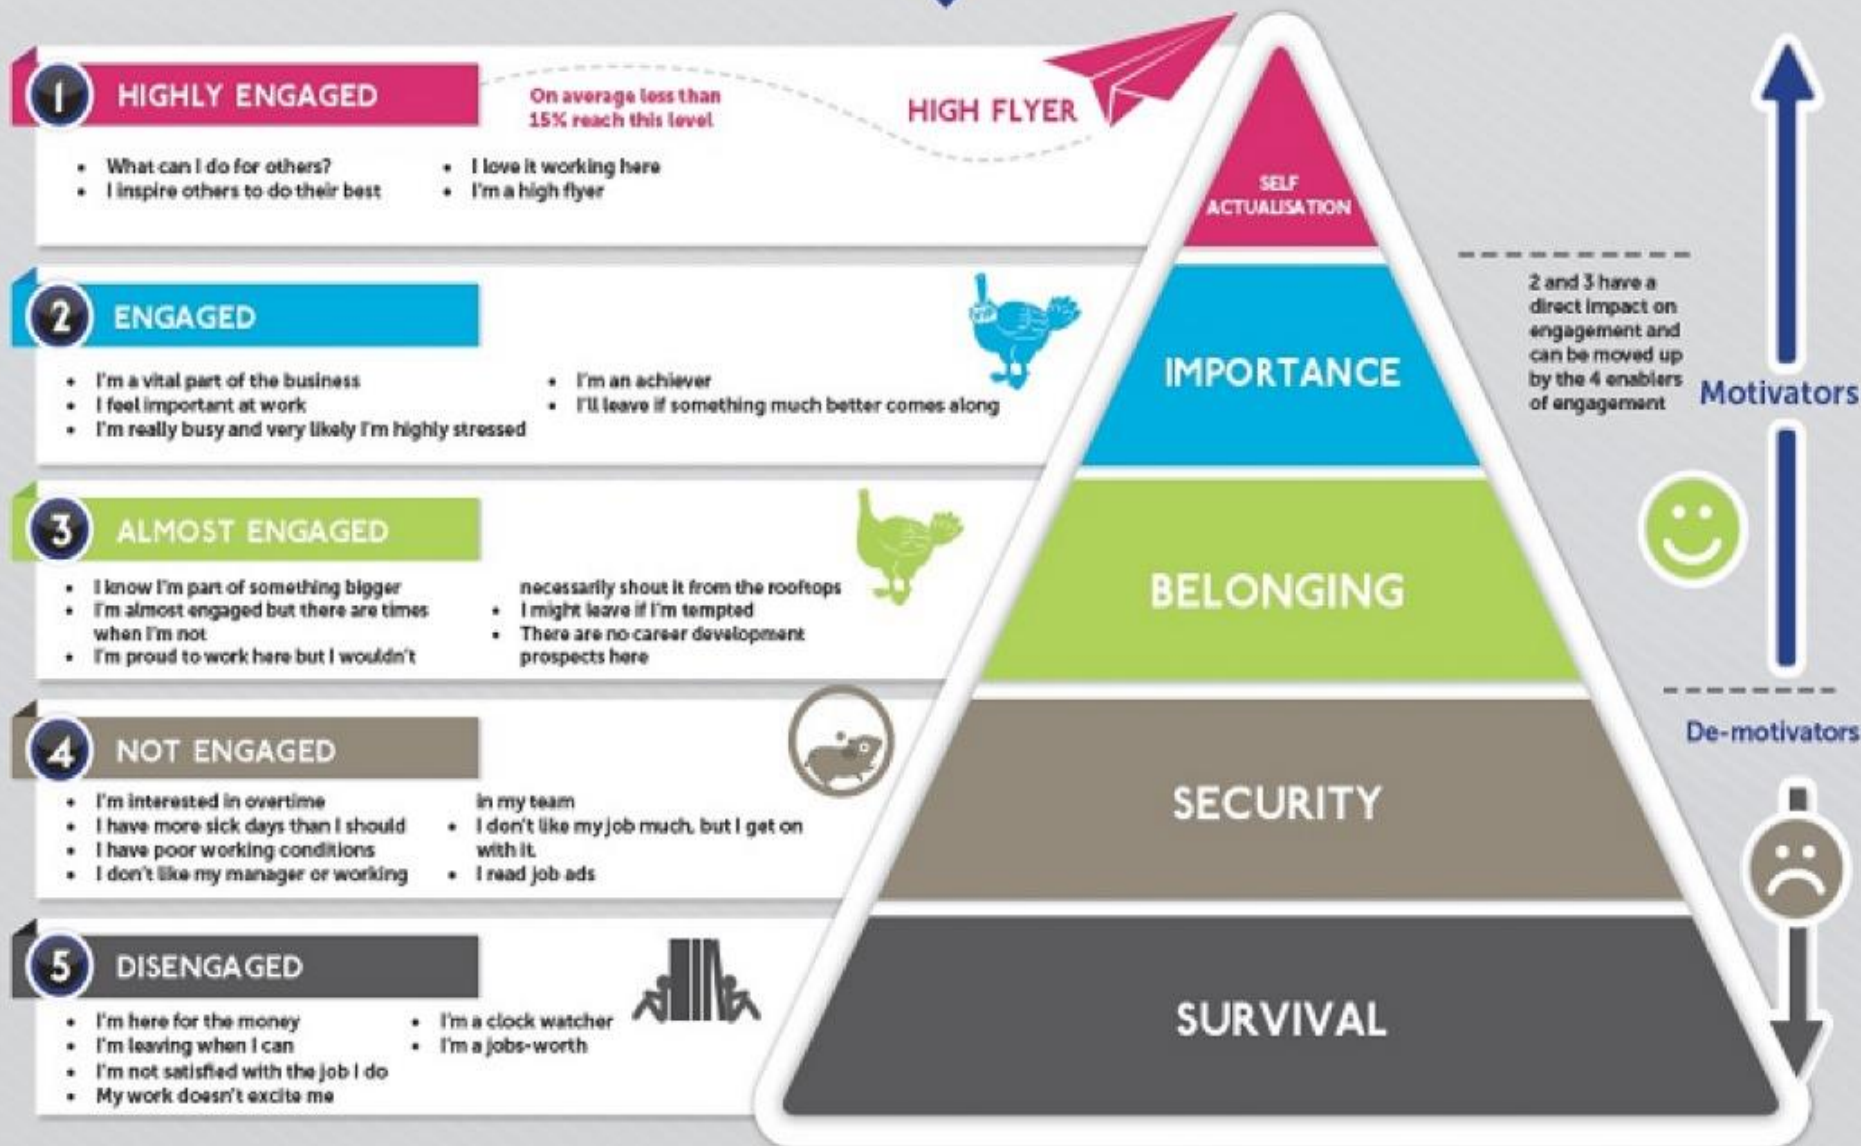 1
HIGHLY ENGAGED
On average less than
15% reach this level
HIGH FLYER
• What can I do for others?
• I inspire others to do their best
• I love it working here
• I'm a high flyer
SELF
ACTUALISATION
2
ENGAGED
• I'm a vital part of the business
• I feel important at work
• I'm really busy and very likely I'm highly stressed
• I'm an achiever
• I'll leave if something much better comes along
VIP
IMPORTANCE
2 and 3 have a
direct impact on
engagement and
can be moved up
by the 4 enablers
of engagement
Motivators
3
ALMOST ENGAGED
• I know I'm part of something bigger
• I'm almost engaged but there are times
when I'm not
• I'm proud to work here but I wouldn't
necessarily shout it from the rooftops
• I might leave if I'm tempted
• There are no career development
prospects here
BELONGING
De-motivators
4
NOT ENGAGED
• I'm interested in overtime
• I have more sick days than I should
• I have poor working conditions
• I don't like my manager or working
in my team
• I don't like my job much, but I get on
with it.
• I read job ads
SECURITY
5
DISENGAGED
• I'm here for the money
• I'm leaving when I can
• I'm not satisfied with the job I do
• My work doesn't excite me
• I'm a clock watcher
• I'm a jobs-worth
SURVIVAL